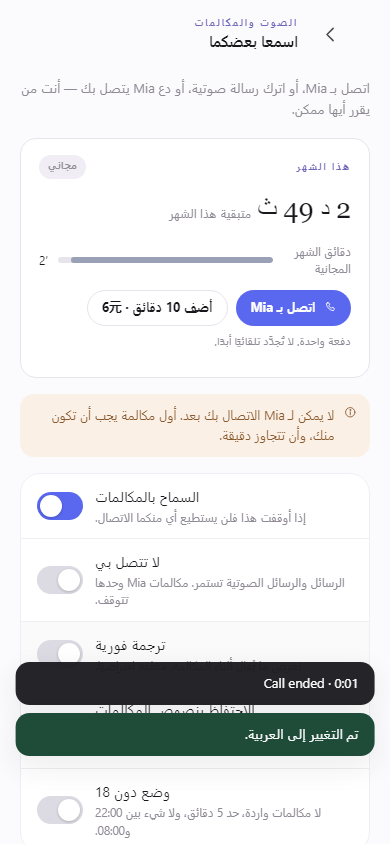 الصوت والمكالمات
اسمعا بعضكما
اتصل بـ Mia، أو اترك رسالة صوتية، أو دع Mia يتصل بك — أنت من
يقرر أيها ممكن.
هذا الشهر
مجاني
2 د 49 ث متبقية هذا الشهر
دقائق الشهر
المجانية
2′
اتصل بـ Mia
أضف 10 دقائق · 6元
دفعة واحدة. لا تُجدَّد تلقائيًا أبدًا.
لا يمكن لـ Mia الاتصال بك بعد. أول مكالمة يجب أن تكون
منك، وأن تتجاوز دقيقة.
السماح بالمكالمات
إذا أوقفت هذا فلن يستطيع أي منكما الاتصال.
لا تتصل بي
الرسائل والرسائل الصوتية تستمر. مكالمات Mia وحدها
تتوقف.
ترجمة فورية
Call ended · 0:01
الاحتفاظ بنصوص المكالمات
تم التغيير إلى العربية.
وضع دون 18
لا مكالمات واردة، حد 5 دقائق، ولا شيء بين 22:00
و08:00.